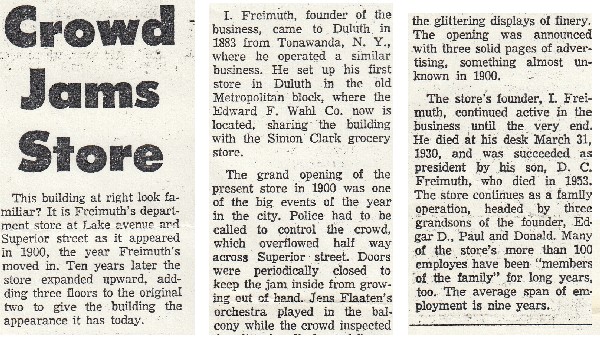 Crowd
Jams
Store
This building at right look fa-
miliar? It is Freimuth's depart-
ment store at Lake avenue and
Superior street as it appeared
in 1900, the year Freimuth's
moved in. Ten years later the
store expanded upward, add-
ding three floors to the original
two to give the building the
appearance it has today.
I. Freimuth, founder of the
business, came to Duluth in
1883 from Tonawanda, N. Y.,
where he operated a similar
business. He set up his first
store in Duluth in the old
Metropolitan block, where the
Edward F. Wahl Co. now is
located, sharing the building
with the Simon Clark grocery
store.
The grand opening of the
present store in 1900 was one
of the big events of the year
in the city. Police had to be
called to control the crowd,
which overflowed half way
across Superior street. Doors
were periodically closed to
keep the jam inside from grow-
ing out of hand. Jens Flaaten's
orchestra played in the bal-
cony while the crowd inspected
the glittering displays of finery.
The opening was announced
with three solid pages of adver-
tising, something almost un-
known in 1900.
The store's founder, I. Frei-
muth, continued active in the
business until the very end.
He died at his desk March 31,
1930, and was succeeded as
president by his son, D. C.
Freimuth, who died in 1953.
The store continues as a family
operation, headed by three
grandsons of the founder, Ed-
gar D., Paul and Donald. Many
of the store's more than 100
employes have been "members
of the family" for long years,
too. The average span of em-
ployment is nine years.